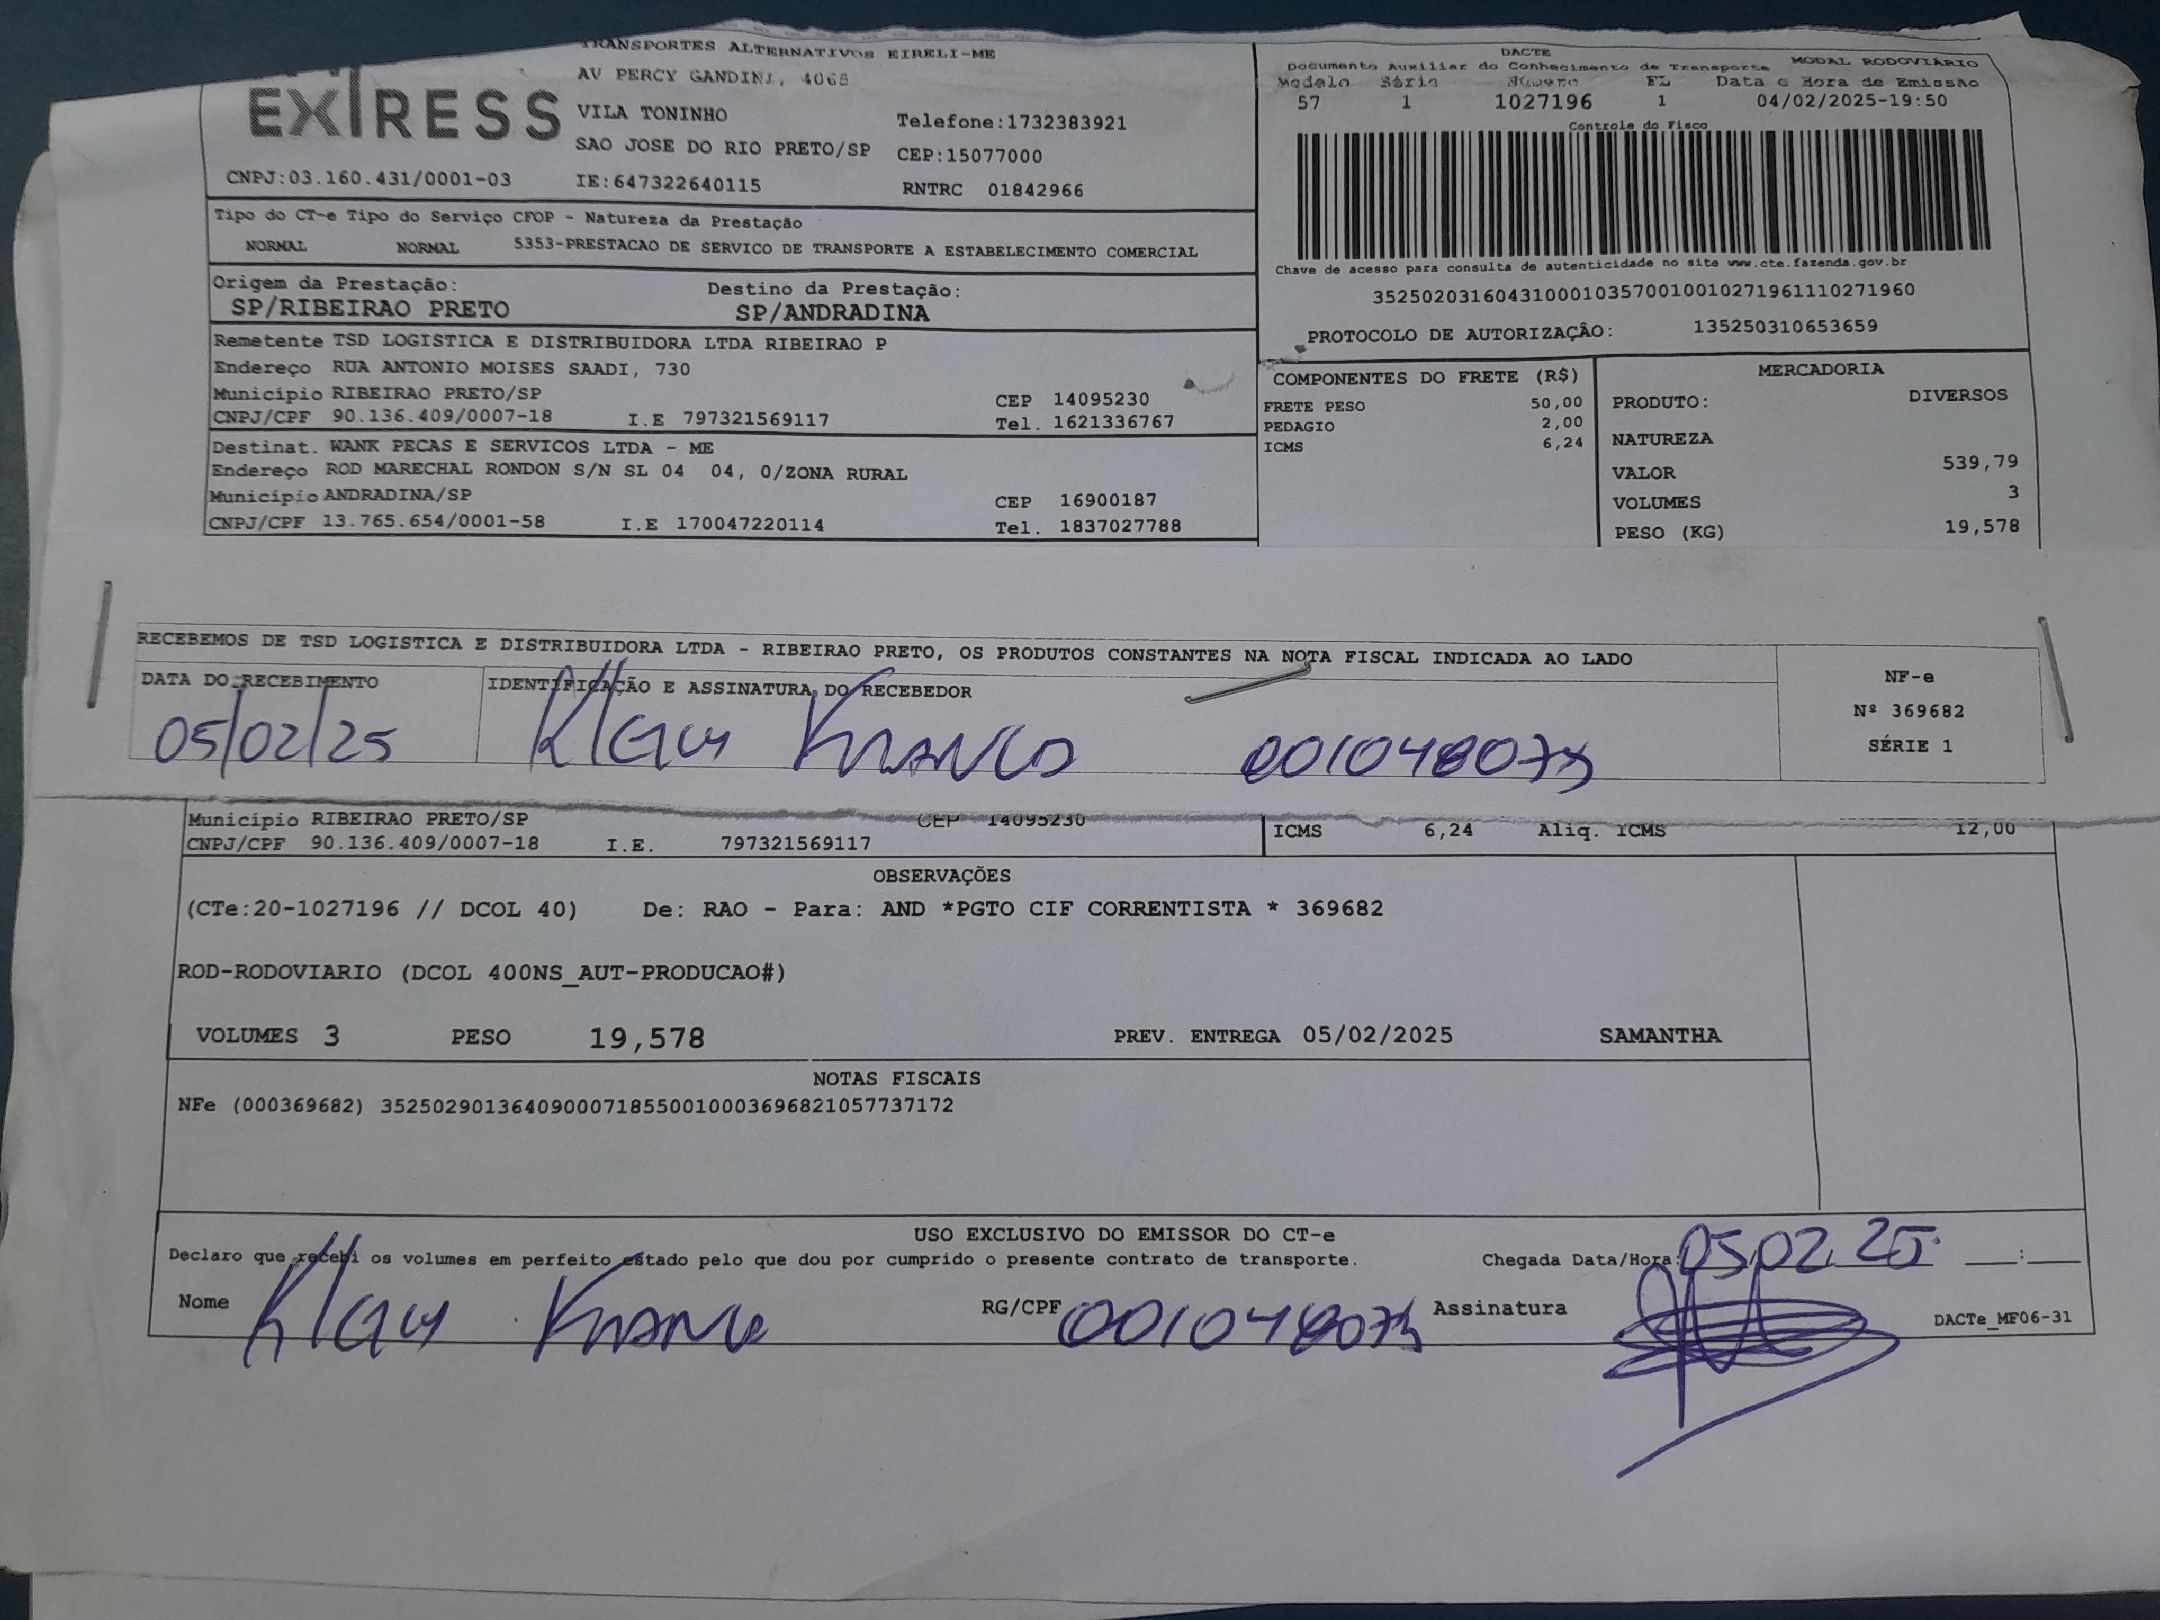 TRANSPORTES ALTERNATIVOS EIRELI-ME
AV PERCY GANDINI, 4065
EXPRESS
VILA TONINHO
Telefone:1732383921
SAO JOSE DO RIO PRETO/SP CEP:15077000
CNPJ:03.160.431/0001-03 IE:647322640115 RNTRC 01842966
DACTE MODAL RODOVIÁRIO
Documento Auxiliar do Conhecimento de Transporte
Modelo Série Número FL Data e Hora de Emissão
57 1 1027196 1 04/02/2025-19:50
Controle do Fisco
Chave de acesso para consulta de autenticidade no site www.cte.fazenda.gov.br
35250203160431000103570010010271961110271960
PROTOCOLO DE AUTORIZAÇÃO: 135250310653659
Tipo do CT-e Tipo do Serviço CFOP - Natureza da Prestação
NORMAL NORMAL 5353-PRESTACAO DE SERVICO DE TRANSPORTE A ESTABELECIMENTO COMERCIAL
Origem da Prestação: Destino da Prestação:
SP/RIBEIRAO PRETO SP/ANDRADINA
Remetente TSD LOGISTICA E DISTRIBUIDORA LTDA RIBEIRAO P
Endereço RUA ANTONIO MOISES SAADI, 730
Município RIBEIRAO PRETO/SP CEP 14095230
CNPJ/CPF 90.136.409/0007-18 I.E 797321569117 Tel. 1621336767
Destinat. WANK PECAS E SERVICOS LTDA - ME
Endereço ROD MARECHAL RONDON S/N SL 04 04, 0/ZONA RURAL
Município ANDRADINA/SP CEP 16900187
CNPJ/CPF 13.765.654/0001-58 I.E 170047220114 Tel. 1837027788
COMPONENTES DO FRETE (R$)
FRETE PESO 50,00
PEDAGIO 2,00
ICMS 6,24
MERCADORIA
PRODUTO: DIVERSOS
NATUREZA
VALOR 539,79
VOLUMES 3
PESO (KG) 19,578
RECEBEMOS DE TSD LOGISTICA E DISTRIBUIDORA LTDA - RIBEIRAO PRETO, OS PRODUTOS CONSTANTES NA NOTA FISCAL INDICADA AO LADO
DATA DO RECEBIMENTO IDENTIFICAÇÃO E ASSINATURA DO RECEBEDOR
05/02/25
NF-e
Nº 369682
SÉRIE 1
Município RIBEIRAO PRETO/SP CEP 14095230
CNPJ/CPF 90.136.409/0007-18 I.E. 797321569117
ICMS 6,24 Aliq. ICMS 12,00
OBSERVAÇÕES
(CTe:20-1027196 // DCOL 40) De: RAO - Para: AND *PGTO CIF CORRENTISTA * 369682
ROD-RODOVIARIO (DCOL 400NS_AUT-PRODUCAO#)
VOLUMES 3 PESO 19,578 PREV. ENTREGA 05/02/2025 SAMANTHA
NOTAS FISCAIS
NFe (000369682) 35250290136409000718550010003696821057737172
USO EXCLUSIVO DO EMISSOR DO CT-e
Declaro que recebi os volumes em perfeito estado pelo que dou por cumprido o presente contrato de transporte. Chegada Data/Hora: 05 02 25 :
Nome RG/CPF Assinatura
DACTe_MF06-31